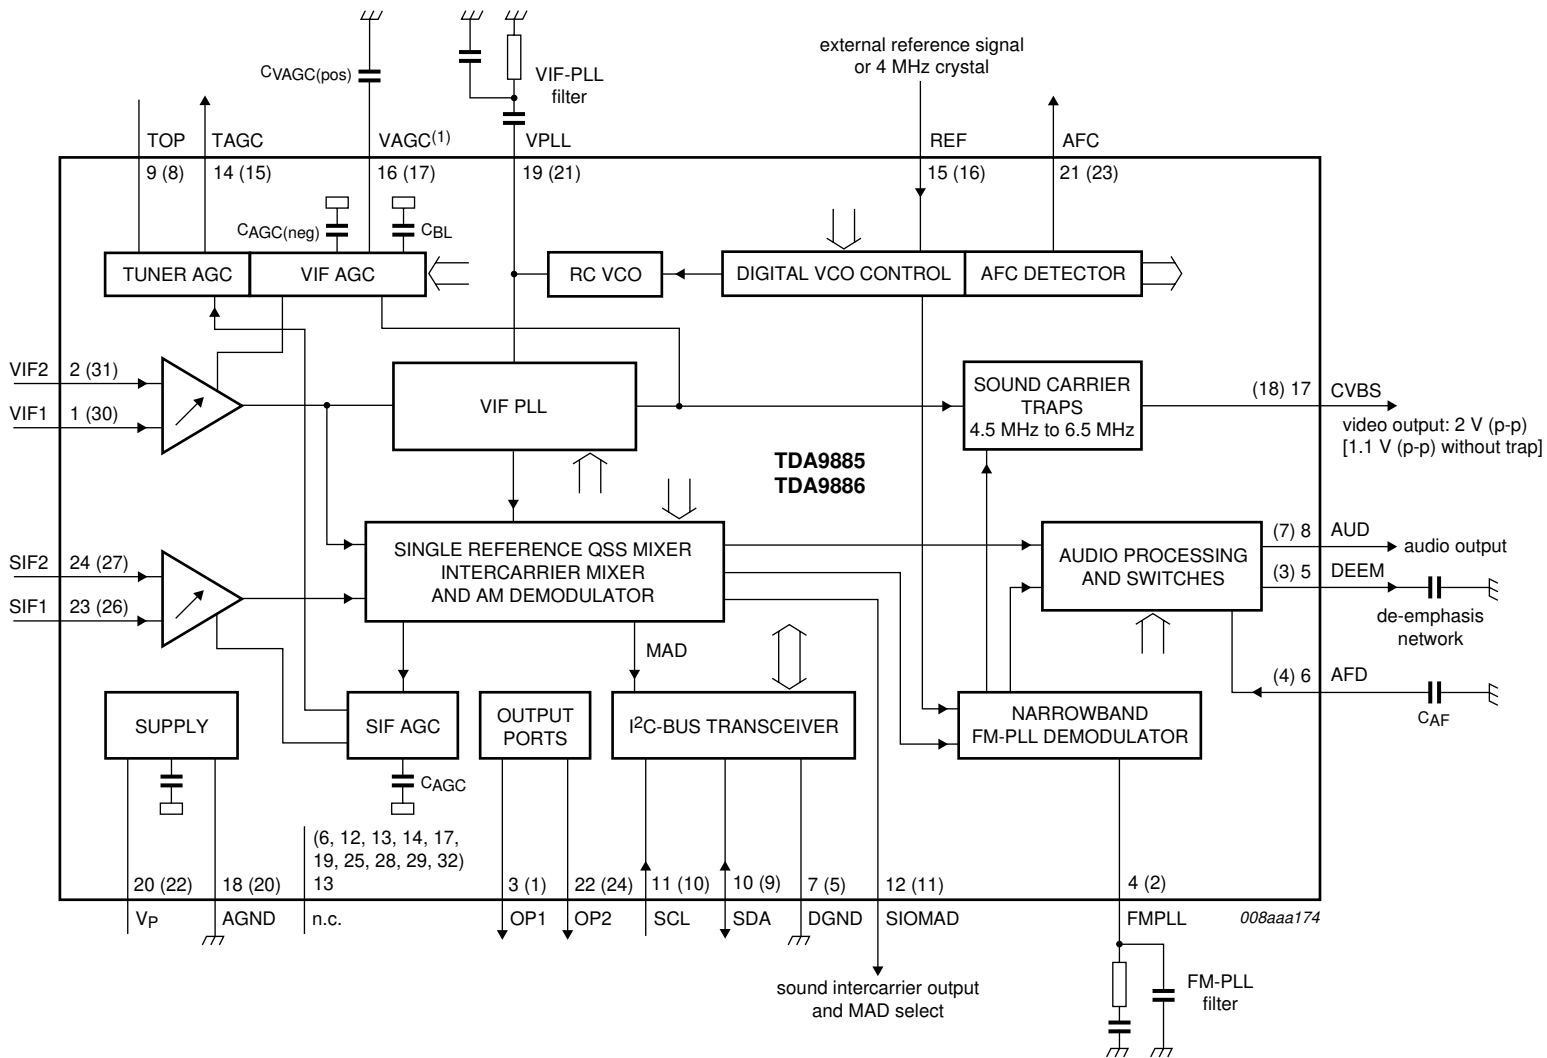 external reference signal
or 4 MHz crystal
CVAGC(pos)
VIF-PLL
filter
TOP
TAGC
VAGC(1)
VPLL
REF
AFC
9 (8)
14 (15)
16 (17)
19 (21)
15 (16)
21 (23)
CAGC(neg)
CBL
TUNER AGC
VIF AGC
RC VCO
DIGITAL VCO CONTROL
AFC DETECTOR
VIF2
2 (31)
VIF1
1 (30)
VIF PLL
SOUND CARRIER
TRAPS
4.5 MHz to 6.5 MHz
(18) 17
CVBS
video output: 2 V (p-p)
[1.1 V (p-p) without trap]
TDA9885
TDA9886
SIF2
24 (27)
SIF1
23 (26)
SINGLE REFERENCE QSS MIXER
INTERCARRIER MIXER
AND AM DEMODULATOR
AUDIO PROCESSING
AND SWITCHES
(7) 8
AUD
audio output
(3) 5
DEEM
de-emphasis
network
MAD
(4) 6
AFD
CAF
SUPPLY
SIF AGC
OUTPUT
PORTS
I2C-BUS TRANSCEIVER
NARROWBAND
FM-PLL DEMODULATOR
CAGC
(6, 12, 13, 14, 17,
19, 25, 28, 29, 32)
13
20 (22)
18 (20)
3 (1)
22 (24)
11 (10)
10 (9)
7 (5)
12 (11)
4 (2)
VP
AGND
n.c.
OP1
OP2
SCL
SDA
DGND
SIOMAD
FMPLL
008aaa174
sound intercarrier output
and MAD select
FM-PLL
filter